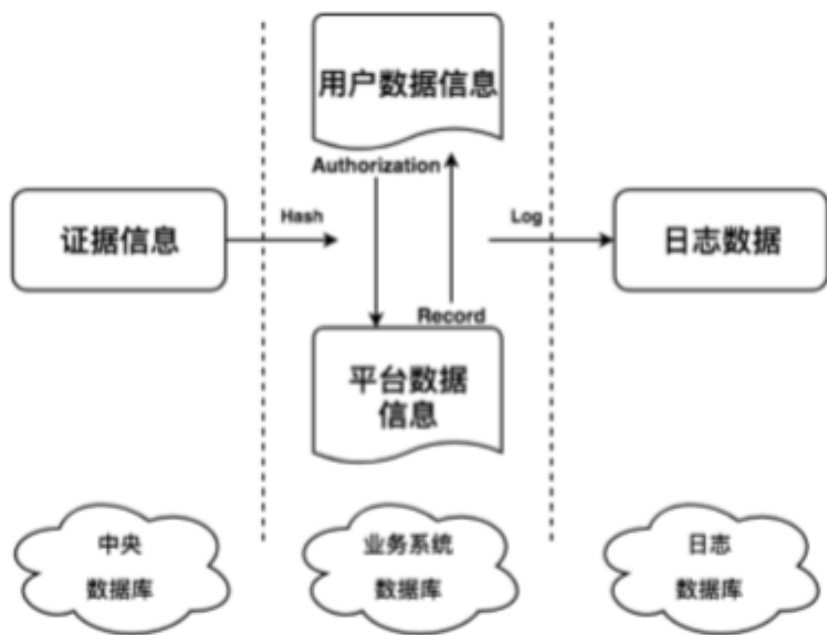 用户数据信息
Authorization
证据信息
Hash
Log
日志数据
Record
平台数据
信息
中央
数据库
业务系统
数据库
日志
数据库